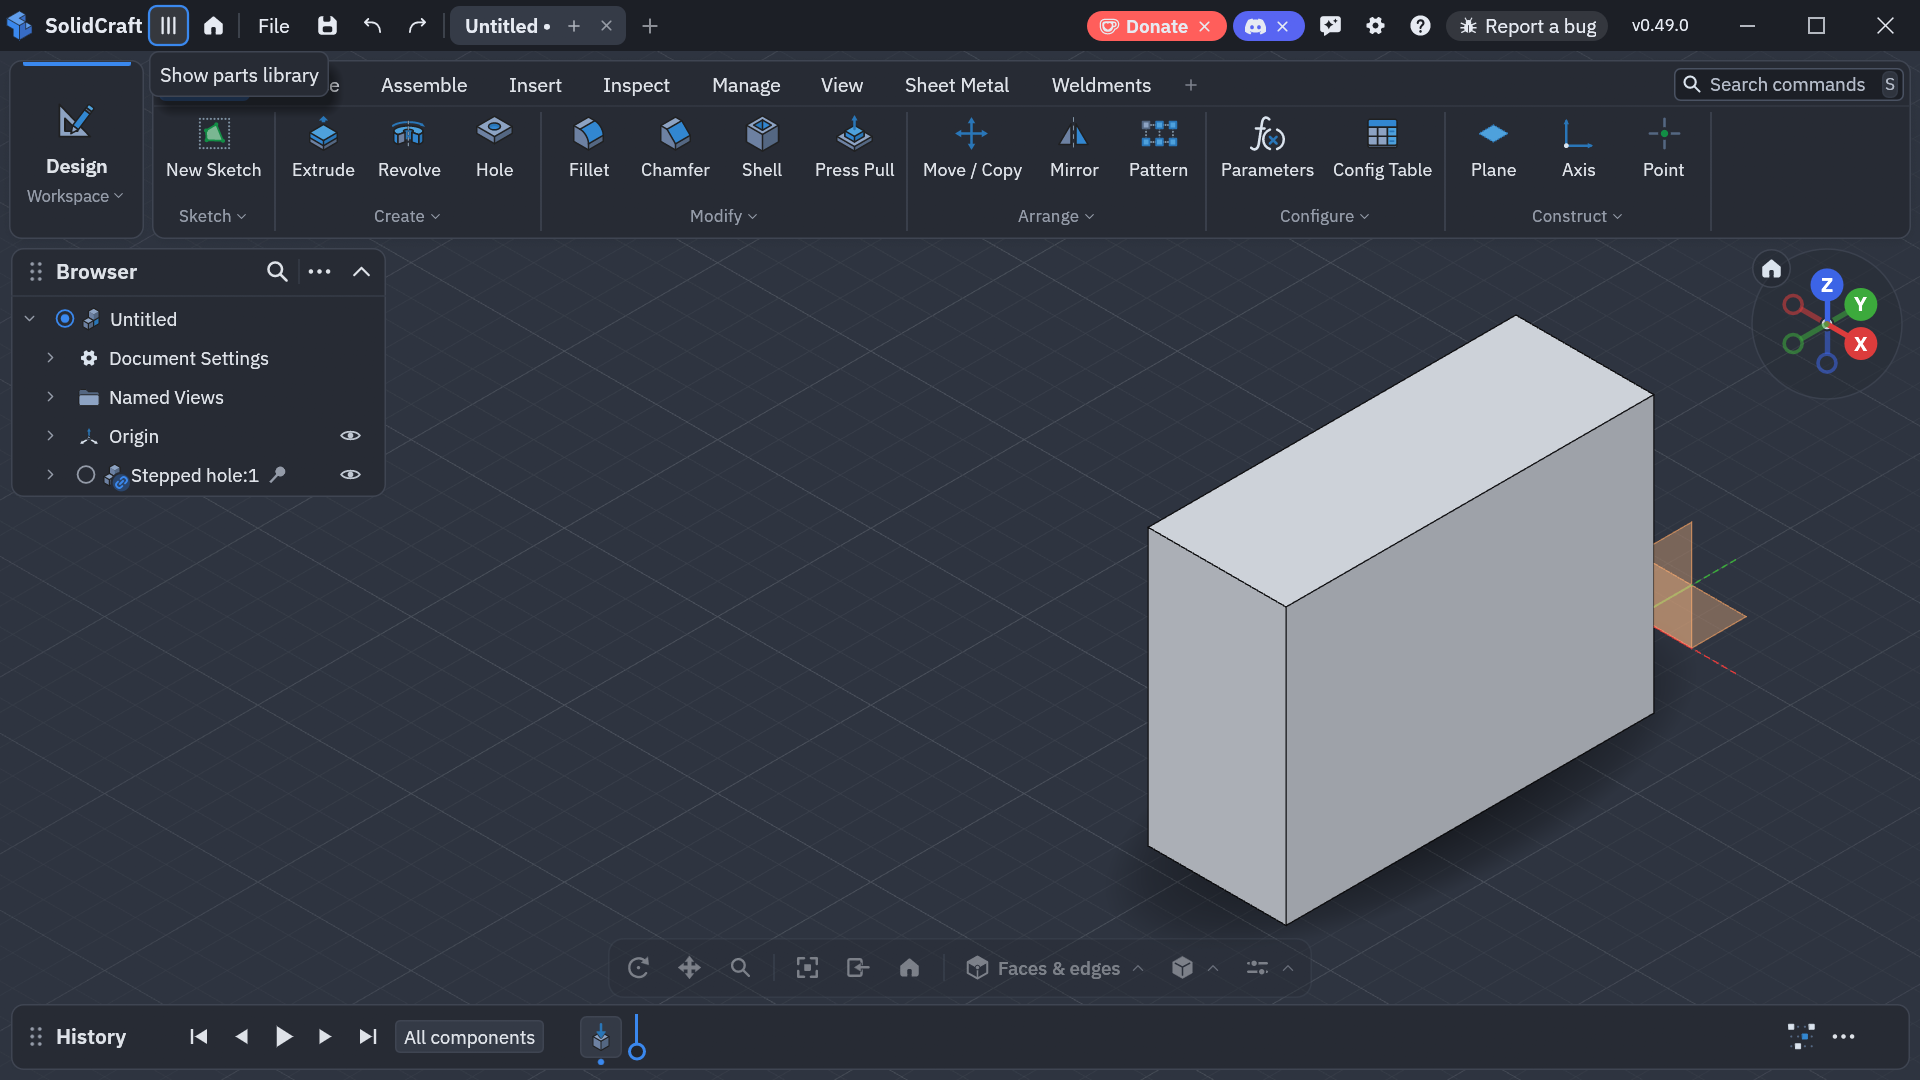 SolidCraft
File
Untitled •
Donate
Report a bug
v0.49.0
Show parts library
Assemble
Insert
Inspect
Manage
View
Sheet Metal
Weldments
Search commands
S
Design
Workspace
New Sketch
Extrude
Revolve
Hole
Fillet
Chamfer
Shell
Press Pull
Move / Copy
Mirror
Pattern
Parameters
Config Table
Plane
Axis
Point
Sketch
Create
Modify
Arrange
Configure
Construct
Browser
Untitled
Document Settings
Named Views
Origin
Stepped hole:1
Z
Y
X
Faces & edges
History
All components